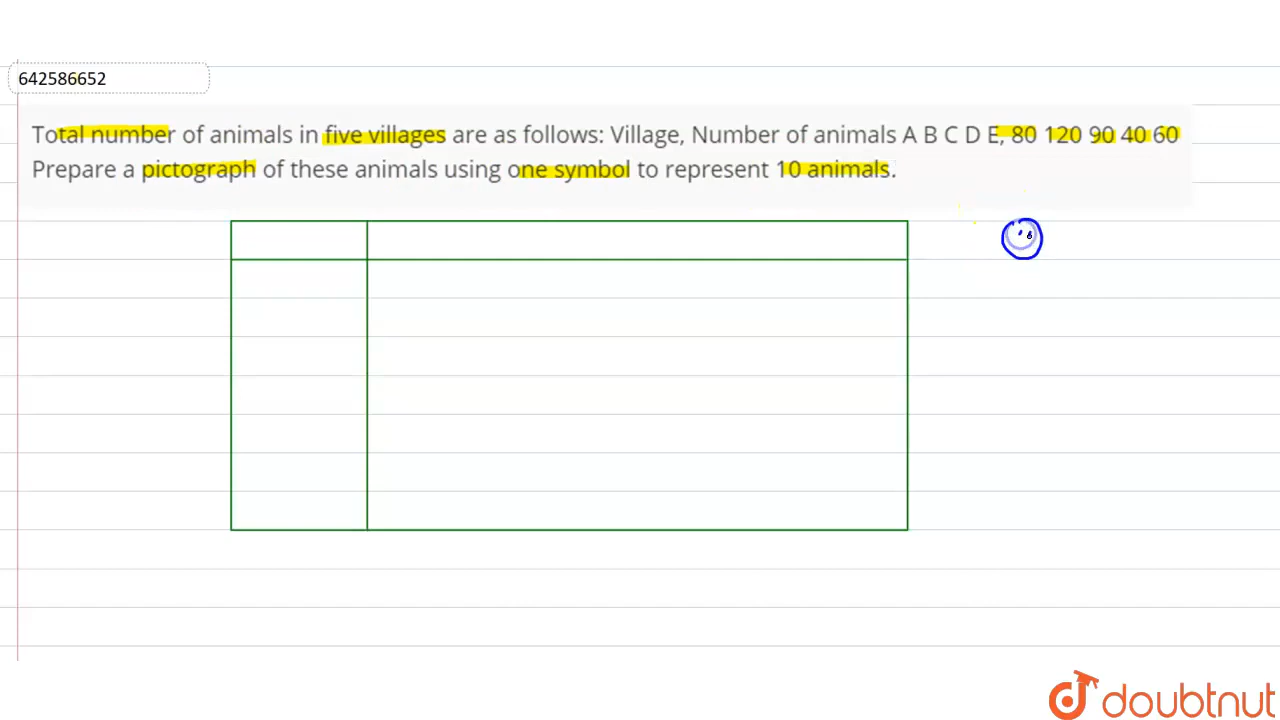 642586652
Total number of animals in five villages are as follows: Village, Number of animals A B C D E, 80 120 90 40 60
Prepare a pictograph of these animals using one symbol to represent 10 animals.
doubtnut